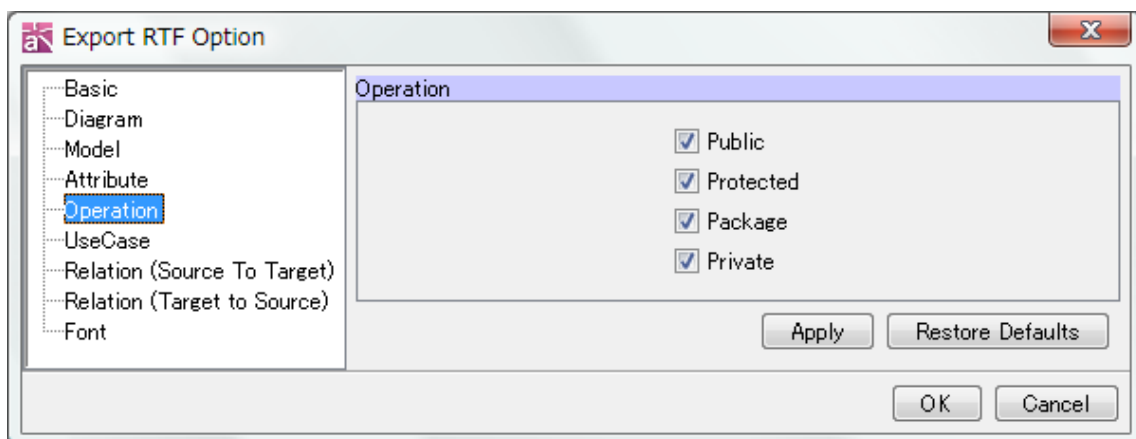 Export RTF Option
Basic
Diagram
Model
Attribute
Operation
UseCase
Relation (Source To Target)
Relation (Target to Source)
Font
Operation
Public
Protected
Package
Private
Apply
Restore Defaults
OK
Cancel